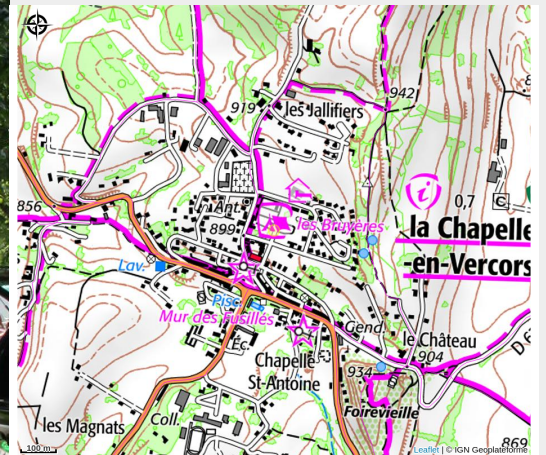 942
919
les Jallifiers
0,7
C
856
Ant.
899
les Bruyères
la Chapelle
-en-Vercors
Lav.
Pisc.
Mur des Fusillés
Gend.
Éc.
le Château
904
Chapelle
St-Antoine
934
Foirevieille
Coll.
les Magnats
869
100 m
Leaflet | © IGN Geoplateforme